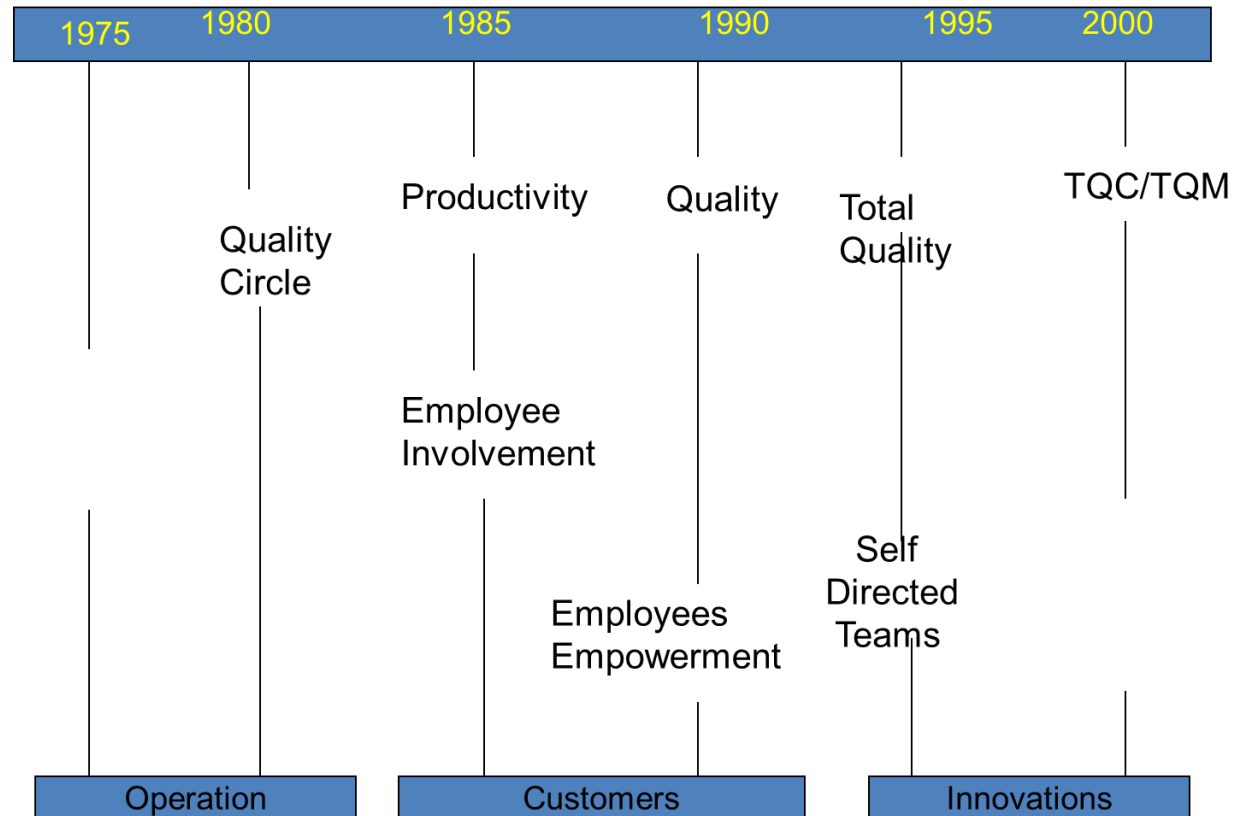 1975
1980
1985
1990
1995
2000
Quality
Circle
Productivity
Employee
Involvement
Quality
Employees
Empowerment
Total
Quality
Self
Directed
Teams
TQC/TQM
Operation
Customers
Innovations